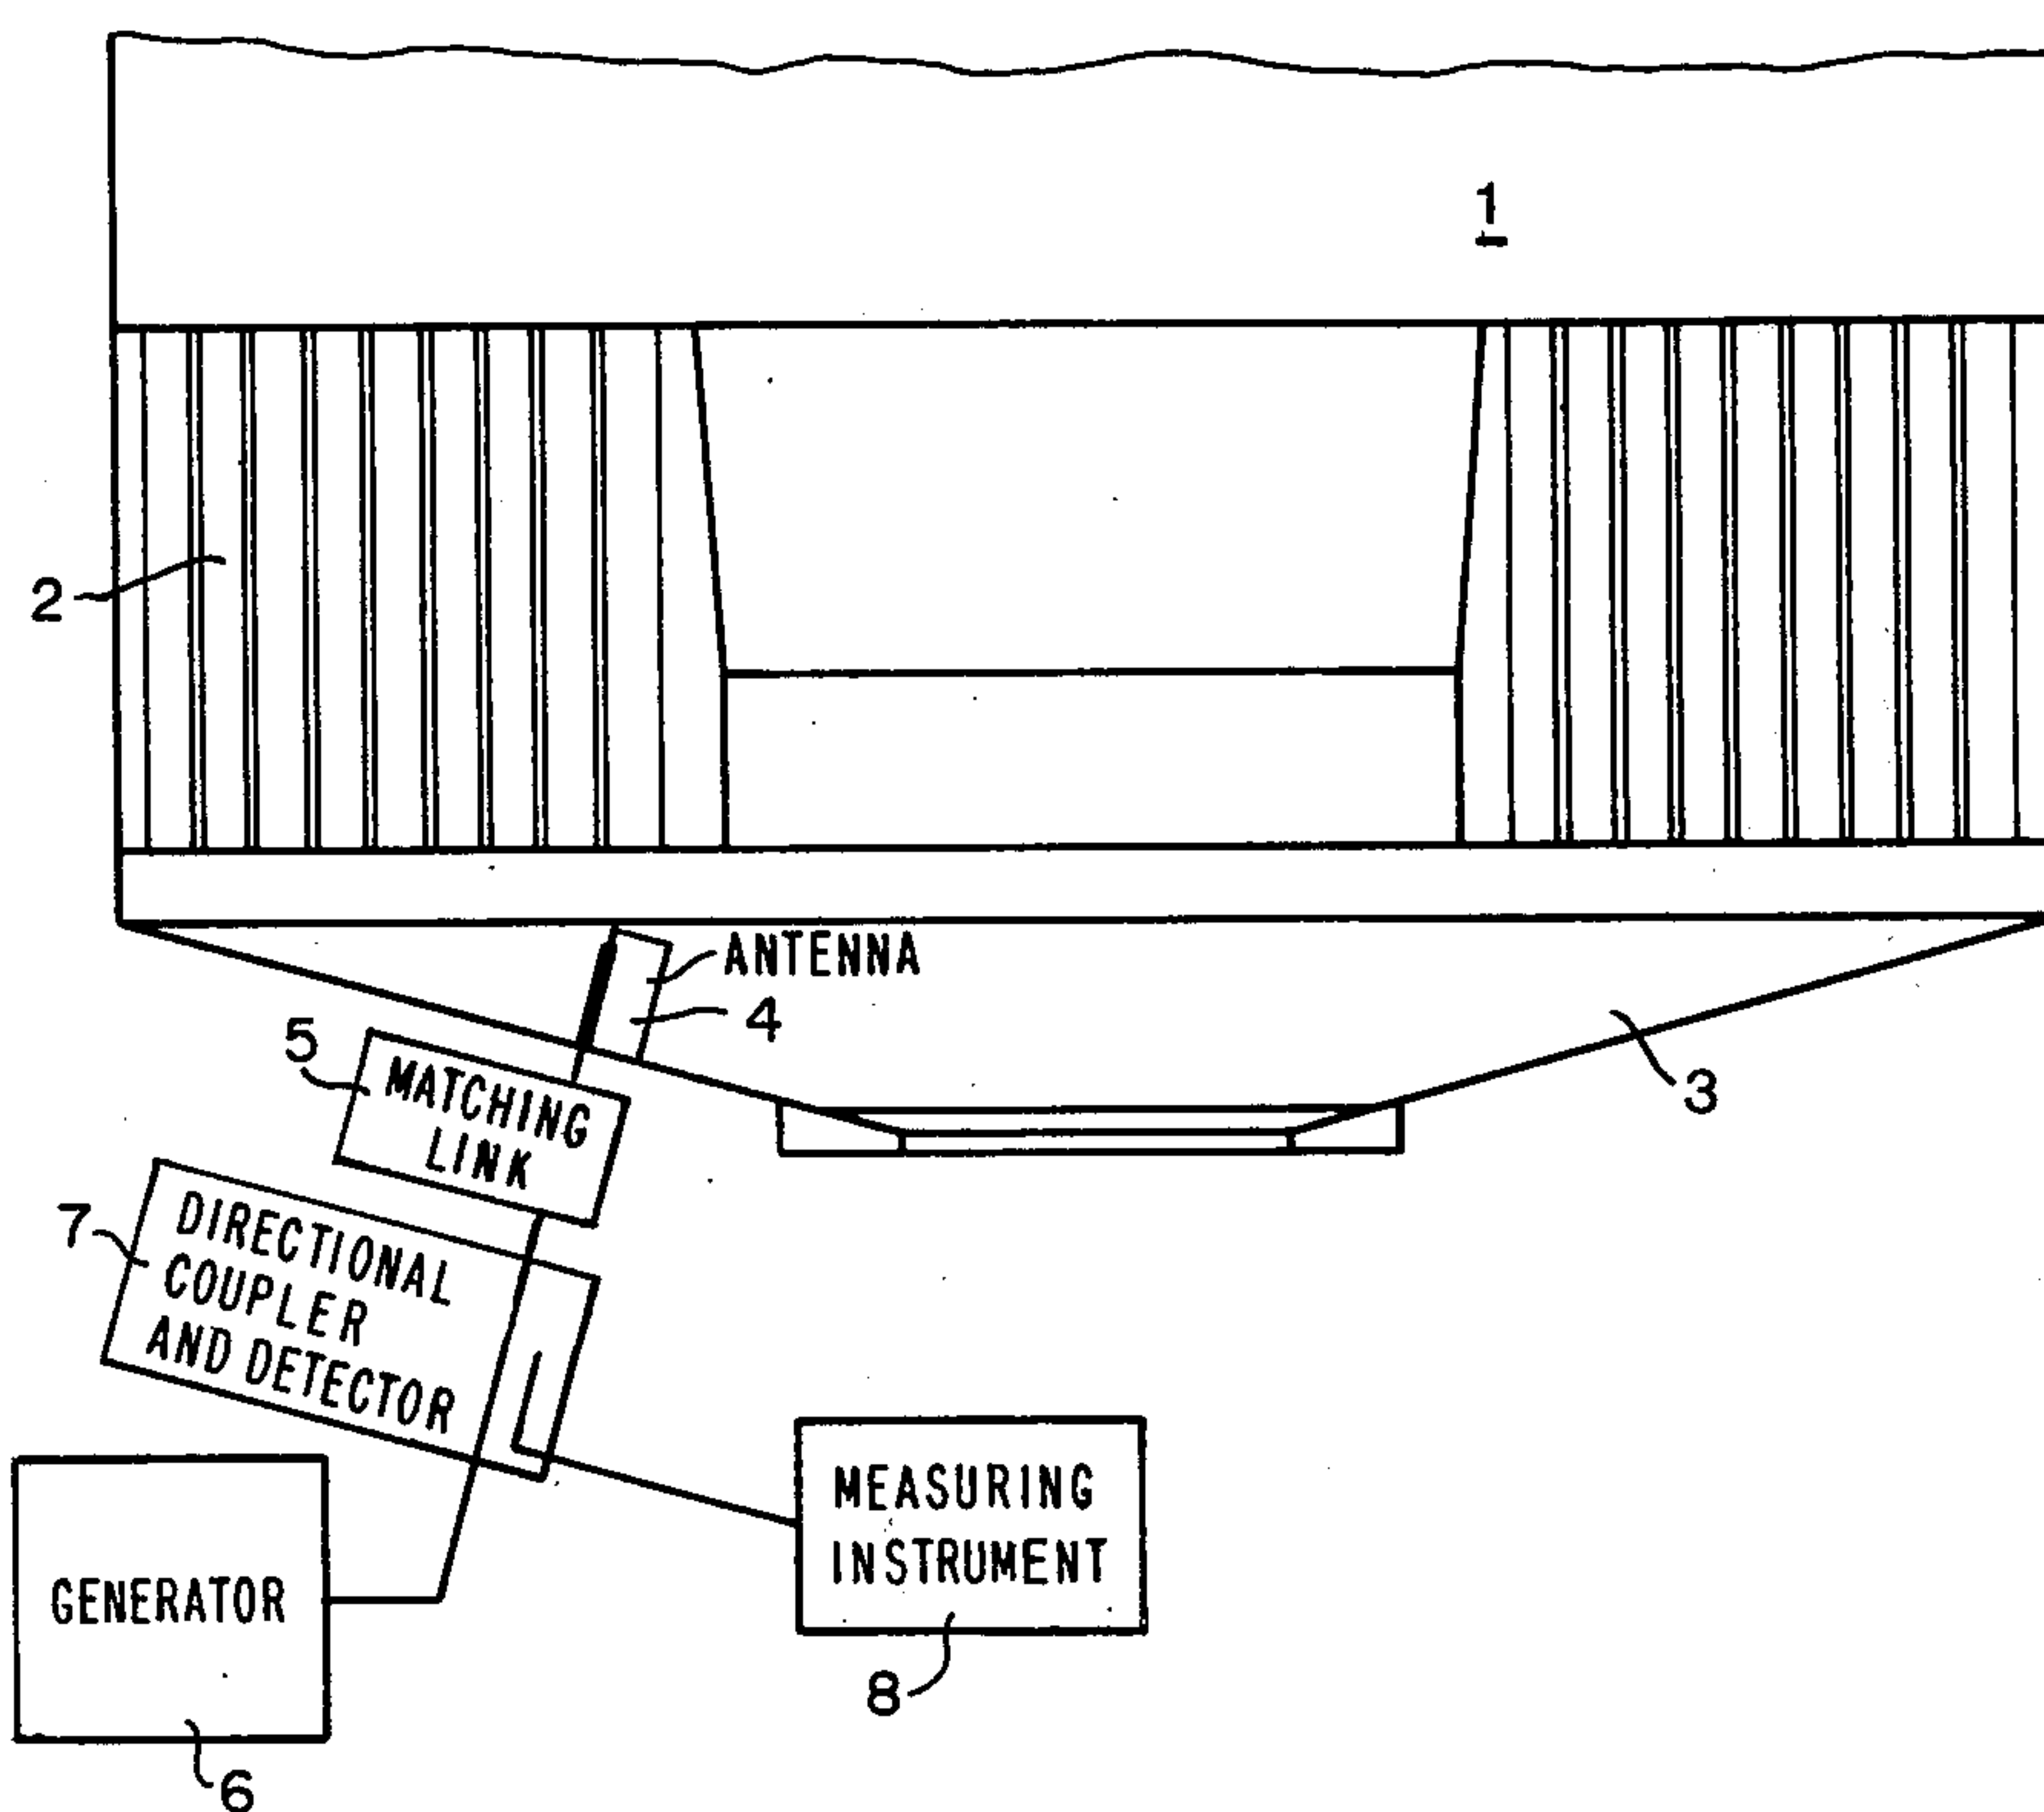 1
2
ANTENNA
4
5
MATCHING
LINK
3
7
DIRECTIONAL
COUPLER
AND DETECTOR
MEASURING
INSTRUMENT
GENERATOR
8
6